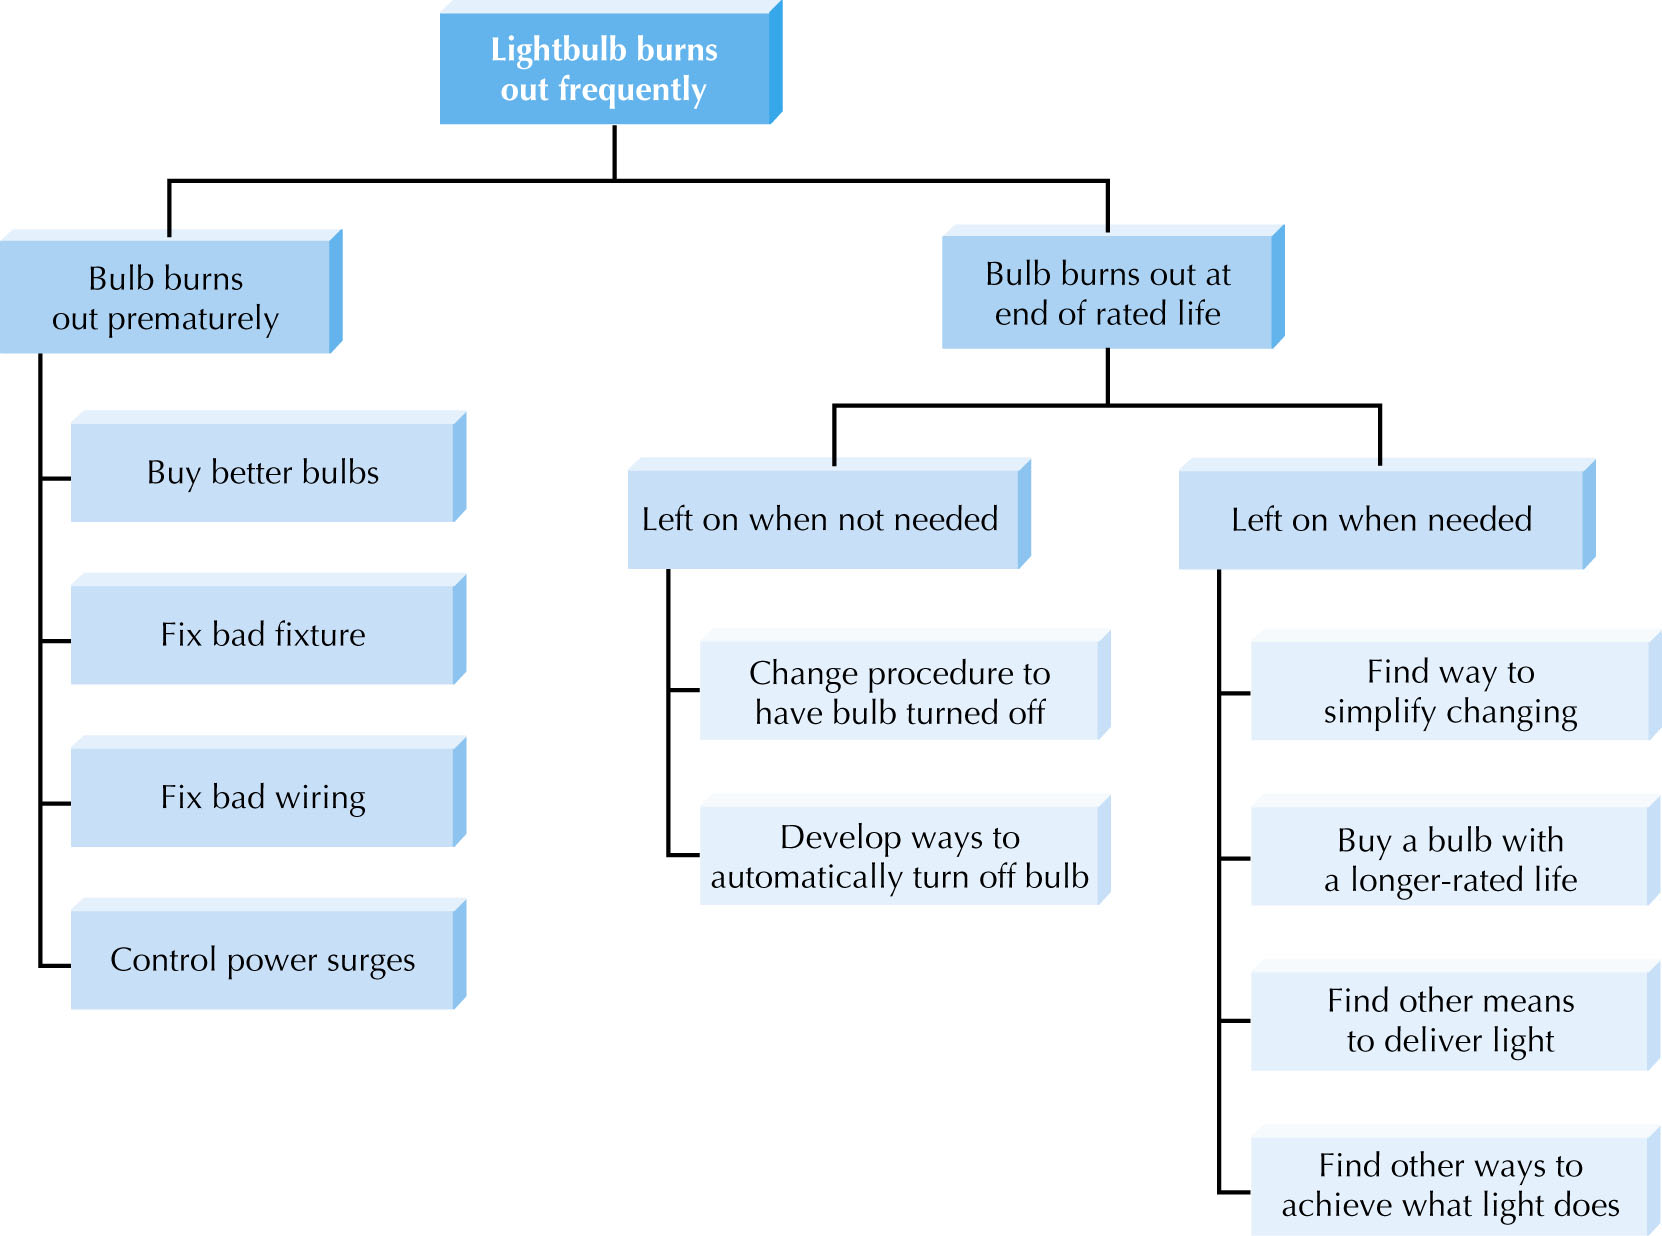 Lightbulb burns
out frequently
Bulb burns
out prematurely
Buy better bulbs
Fix bad fixture
Fix bad wiring
Control power surges
Bulb burns out at
end of rated life
Left on when not needed
Change procedure to
have bulb turned off
Develop ways to
automatically turn off bulb
Left on when needed
Find way to
simplify changing
Buy a bulb with
a longer-rated life
Find other means
to deliver light
Find other ways to
achieve what light does